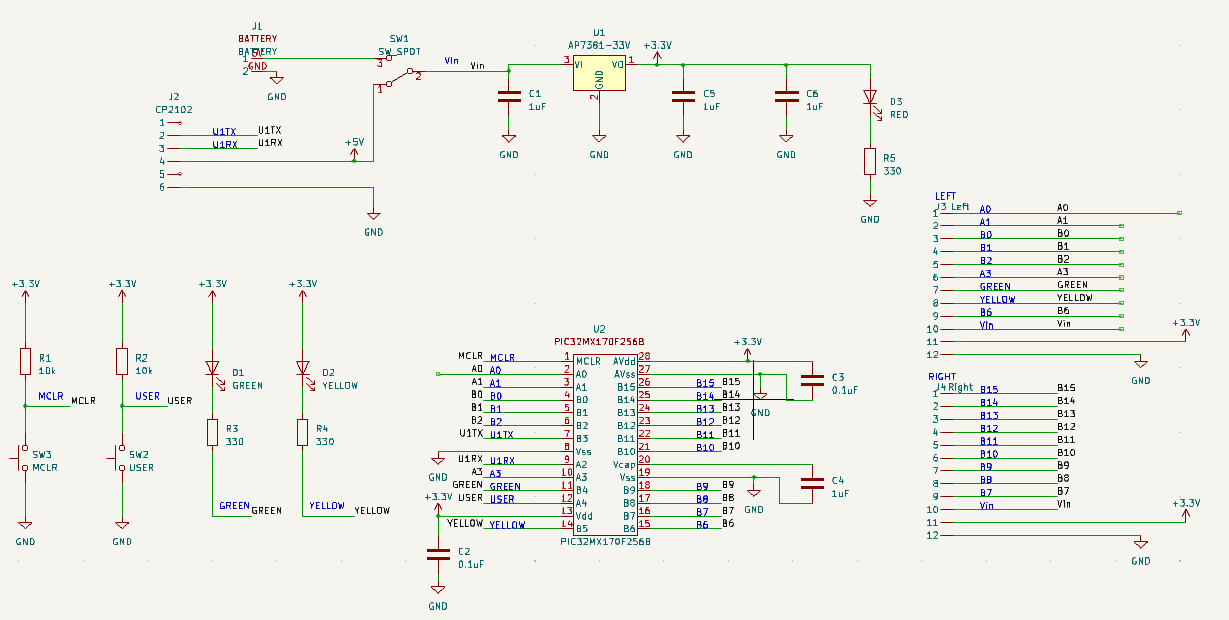 J1
BATTERY
BATTERY
1 5V
2 GND
GND
SW1
SW_SPDT
3
2
1
Vin Vin
U1
AP7361-33V
3 VI VO 1
GND
2
+3.3V
C1
1uF
GND
GND
C5
1uF
GND
C6
1uF
GND
D3
RED
R5
330
GND
J2
CP2102
1
2 U1TX U1TX
3 U1RX U1RX
4
5
6
+5V
GND
LEFT
J3 Left
1 A0 A0
2 A1 A1
3 B0 B0
4 B1 B1
5 B2 B2
6 A3 A3
7 GREEN GREEN
8 YELLOW YELLOW
9 B6 B6
10 Vin Vin
11 +3.3V
12
GND
RIGHT
J4 Right
1 B15 B15
2 B14 B14
3 B13 B13
4 B12 B12
5 B11 B11
6 B10 B10
7 B9 B9
8 B8 B8
9 B7 B7
10 Vin Vin
11 +3.3V
12
GND
+3.3V
R1
10k
MCLR MCLR
SW3
MCLR
GND
+3.3V
R2
10k
USER USER
SW2
USER
GND
+3.3V
D1
GREEN
R3
330
GREEN GREEN
+3.3V
D2
YELLOW
R4
330
YELLOW YELLOW
U2
PIC32MX170F256B
MCLR MCLR 1 MCLR AVdd 28
A0 A0 2 A0 AVss 27
A1 A1 3 A1 B15 26 B15 B15
B0 B0 4 B0 B14 25 B14 B14
B1 B1 5 B1 B13 24 B13 B13
B2 B2 6 B2 B12 23 B12 B12
U1TX U1TX 7 B3 B11 22 B11 B11
8 Vss B10 21 B10 B10
U1RX U1RX 9 A2 Vcap 20
A3 A3 10 A3 Vss 19
GREEN GREEN 11 B4 B9 18 B9 B9
USER USER 12 A4 B8 17 B8 B8
13 Vdd B7 16 B7 B7
YELLOW YELLOW 14 B5 B6 15 B6 B6
PIC32MX170F256B
GND
+3.3V
C2
0.1uF
GND
+3.3V
GND
C3
0.1uF
GND
C4
1uF